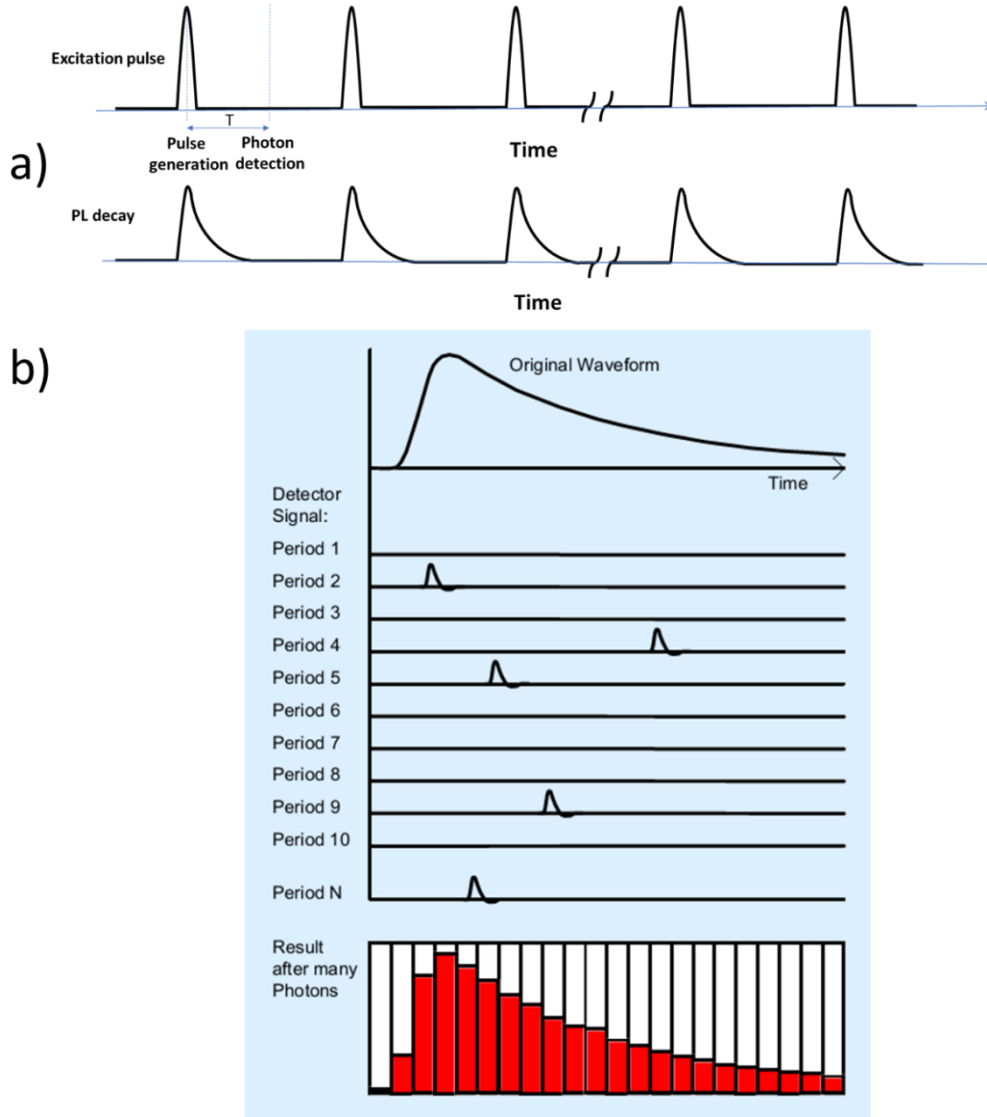 Excitation pulse
T
Pulse
generation
Photon
detection
Time
a)
PL decay
Time
b)
Original Waveform
Time
Detector
Signal:
Period 1
Period 2
Period 3
Period 4
Period 5
Period 6
Period 7
Period 8
Period 9
Period 10
Period N
Result
after many
Photons